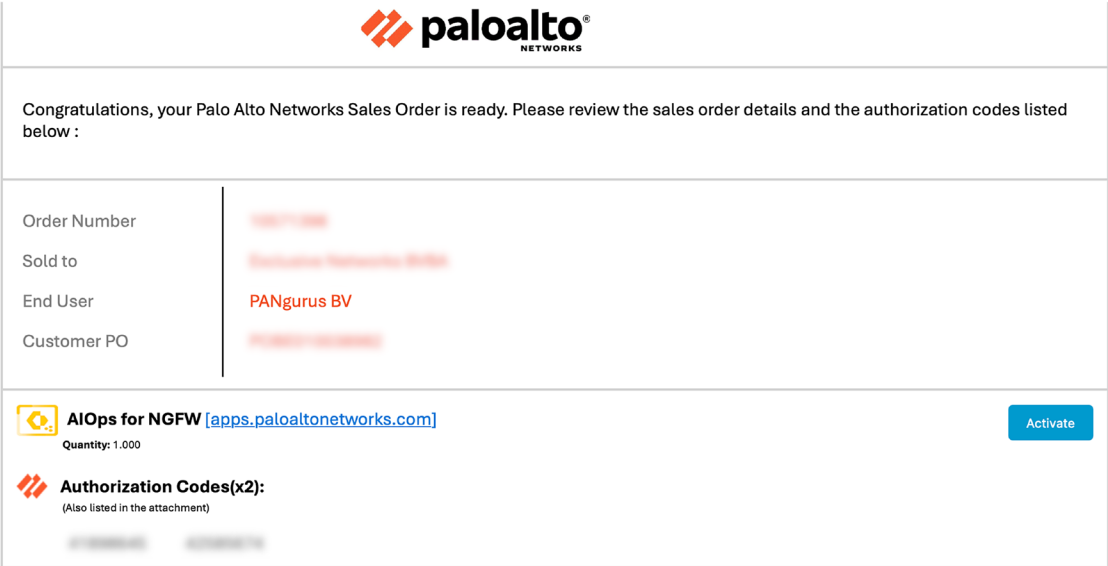 paloalto®
NETWORKS
Congratulations, your Palo Alto Networks Sales Order is ready. Please review the sales order details and the authorization codes listed
below :
Order Number
Sold to
End User PANgurus BV
Customer PO
AIOps for NGFW [apps.paloaltonetworks.com] Activate
Quantity: 1.000
Authorization Codes(x2):
(Also listed in the attachment)